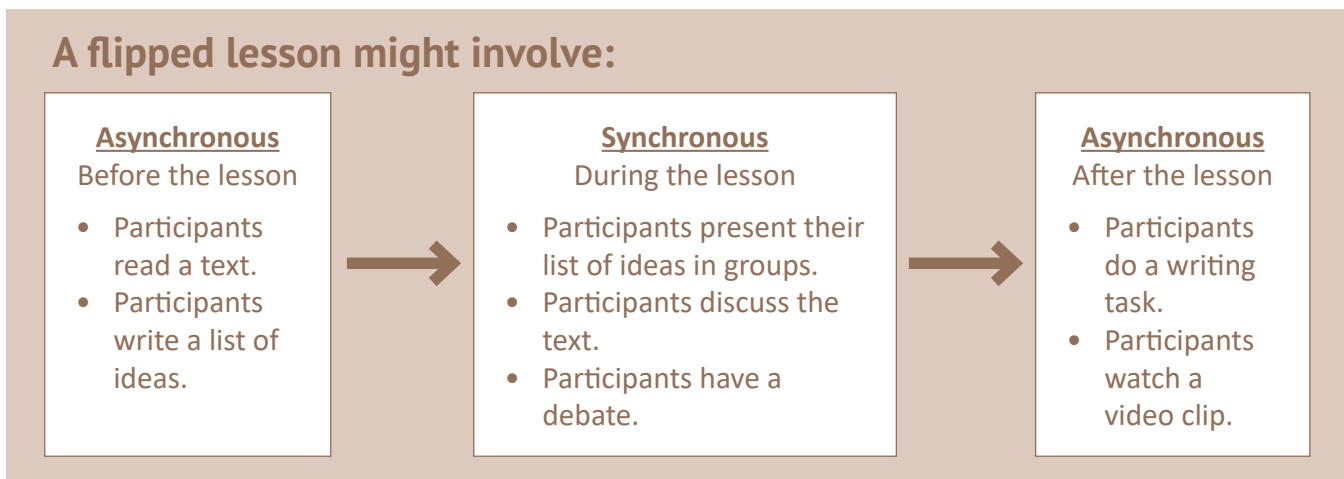 A flipped lesson might involve:
Asynchronous
Before the lesson
• Participants
read a text.
• Participants
write a list of
ideas.
Synchronous
During the lesson
• Participants present their
list of ideas in groups.
• Participants discuss the
text.
• Participants have a
debate.
Asynchronous
After the lesson
• Participants
do a writing
task.
• Participants
watch a
video clip.